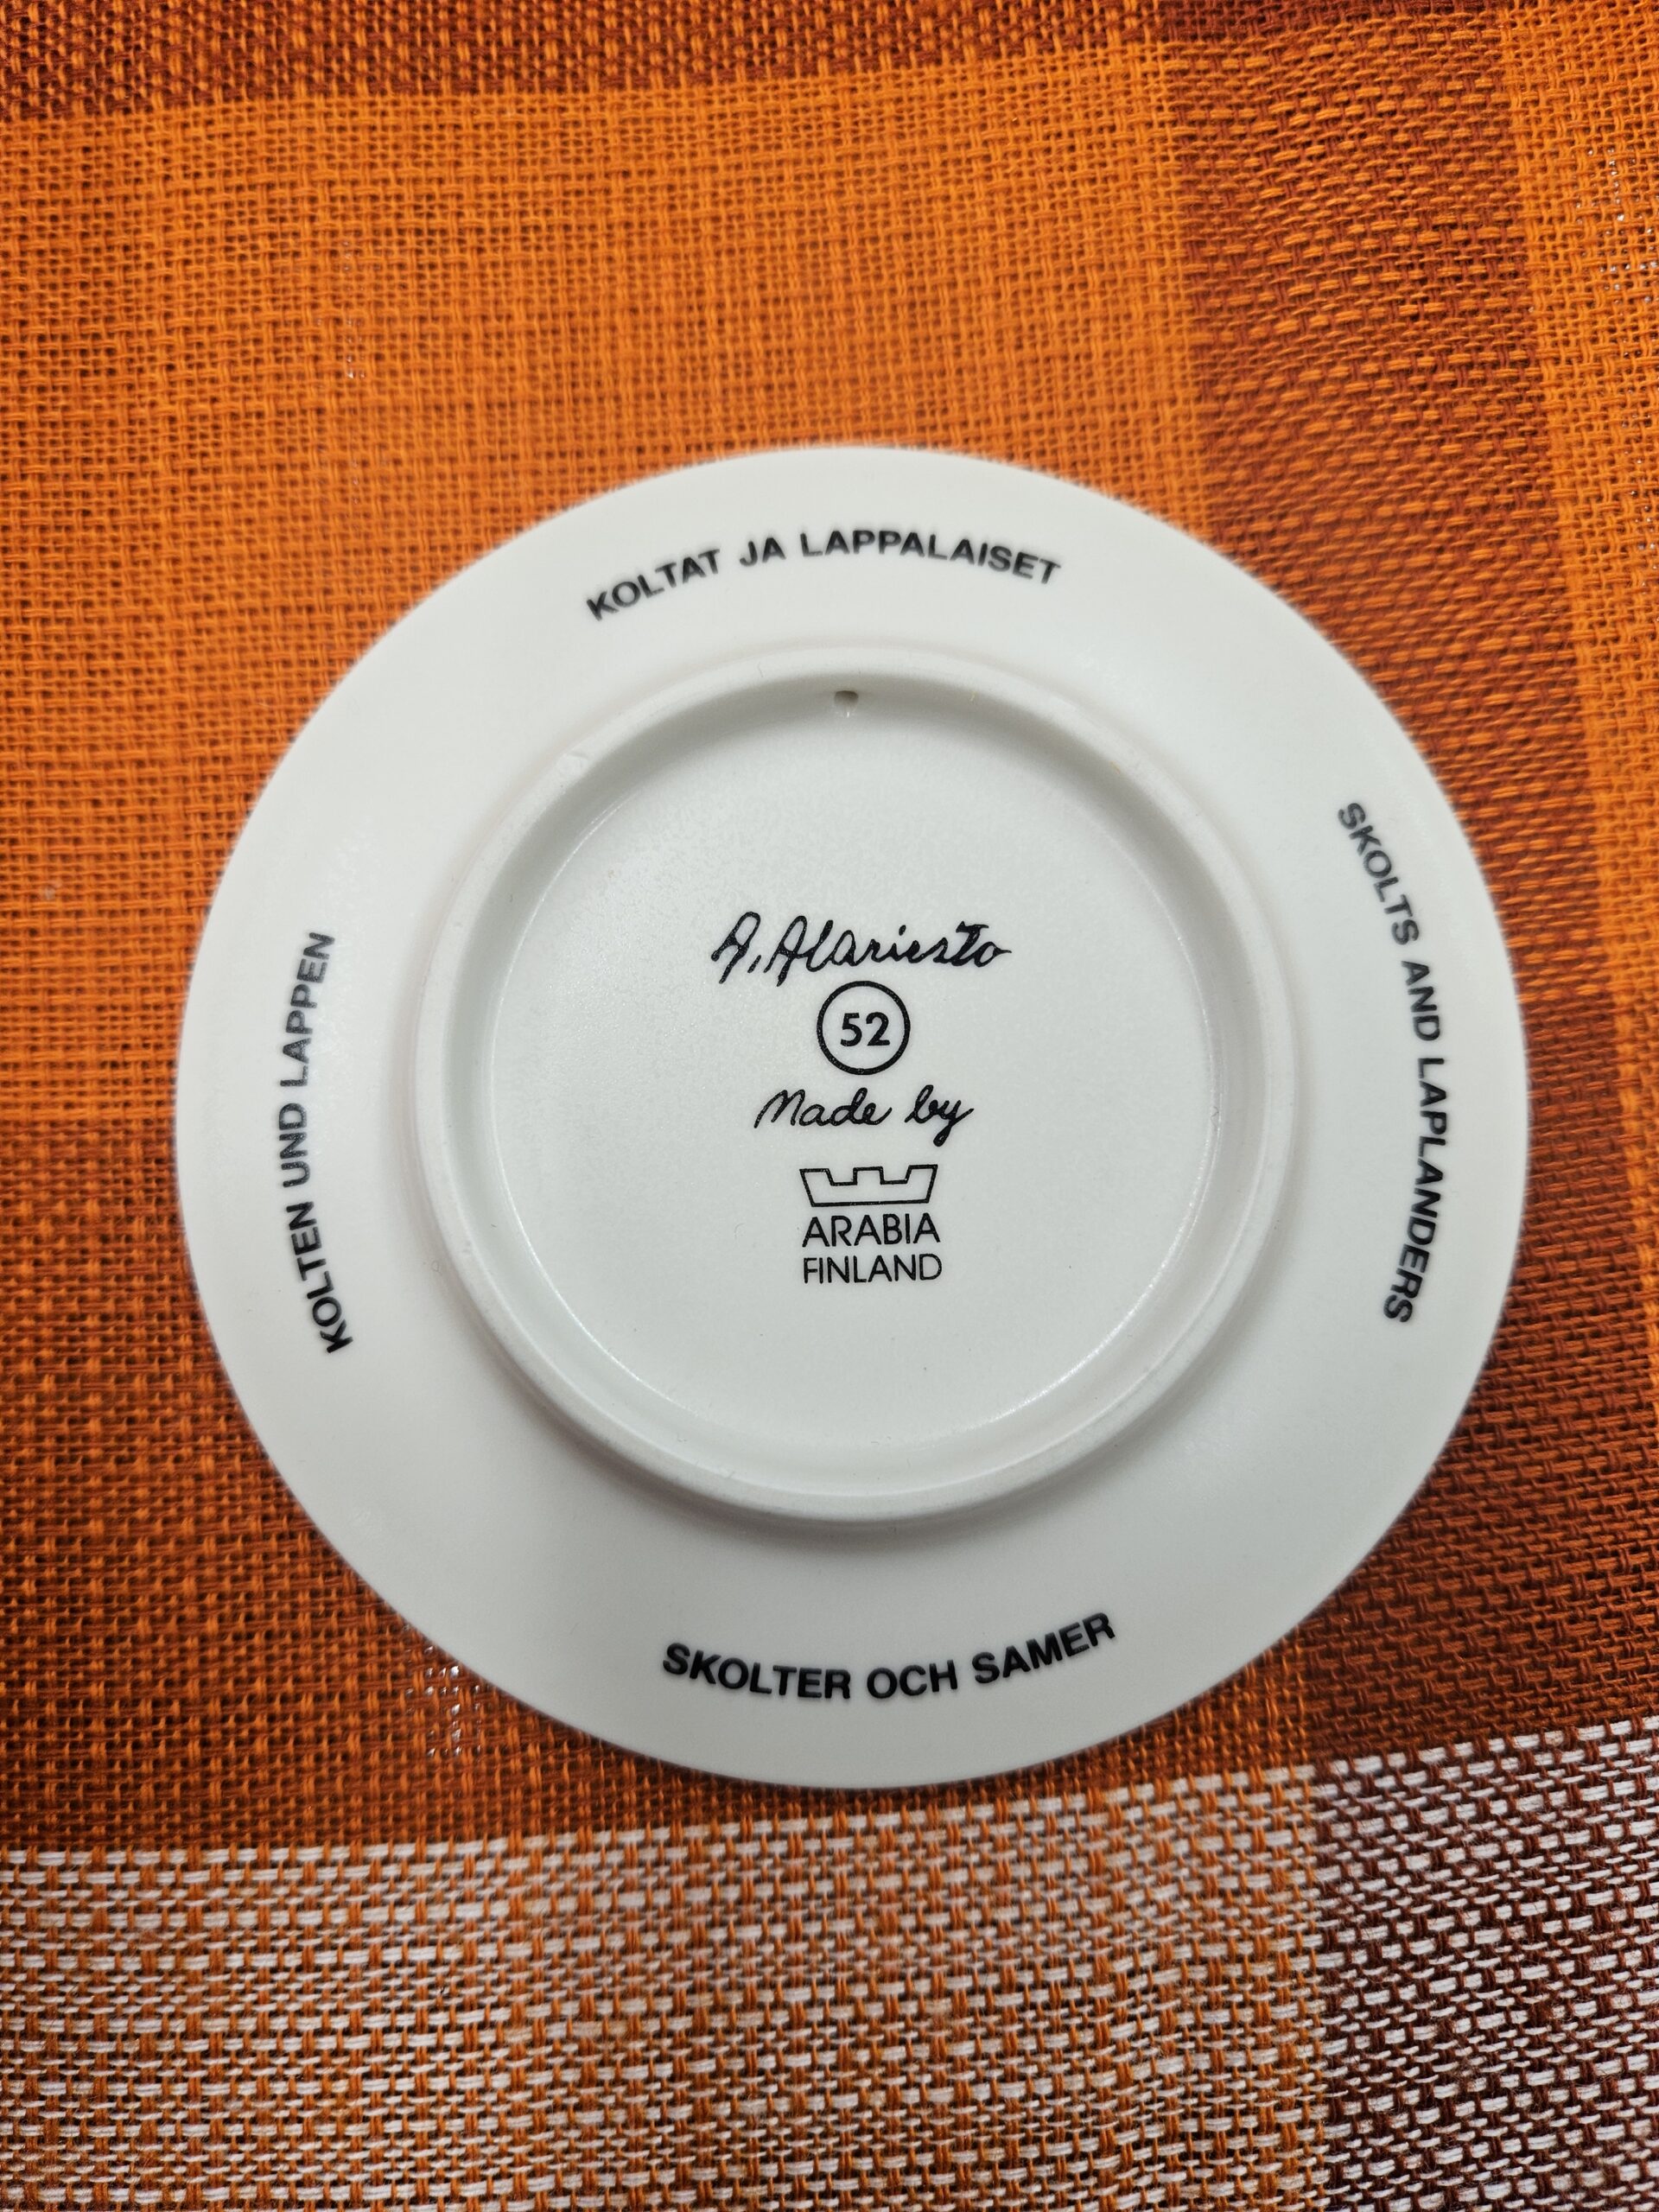 KOLTAT JA LAPPALAISET
SKOLTS AND LAPLANDERS
SKOLTER OCH SAMER
KOLTEN UND LAPPEN
A. Alariesto
52
Made by
ARABIA
FINLAND